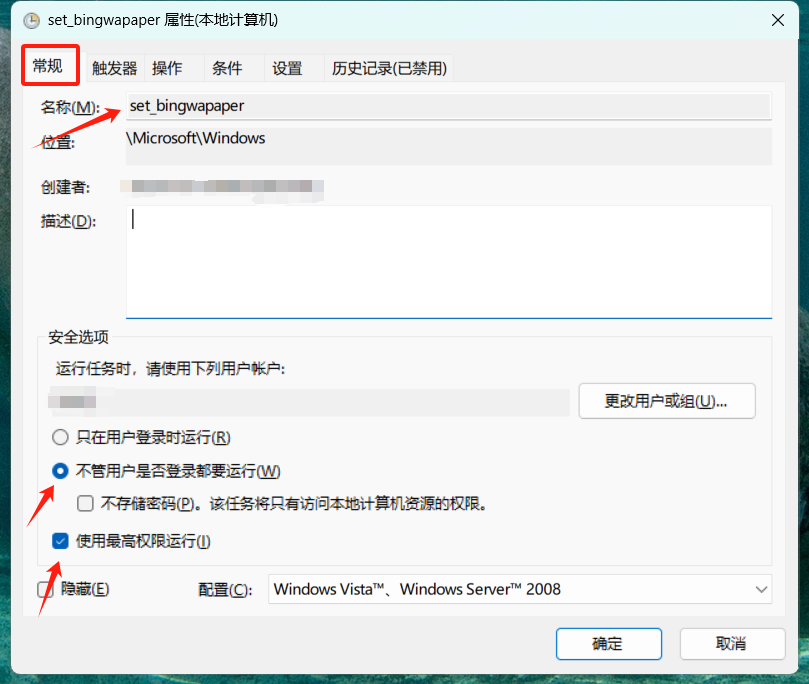 set_bingwapaper 属性(本地计算机)
常规 触发器 操作 条件 设置 历史记录(已禁用)
名称(M): set_bingwapaper
位置: \Microsoft\Windows
创建者:
描述(D):
安全选项
运行任务时，请使用下列用户帐户:
更改用户或组(U)...
只在用户登录时运行(R)
不管用户是否登录都要运行(W)
不存储密码(P)。该任务将只有访问本地计算机资源的权限。
使用最高权限运行(I)
隐藏(E) 配置(C): Windows Vista™、Windows Server™ 2008
确定 取消